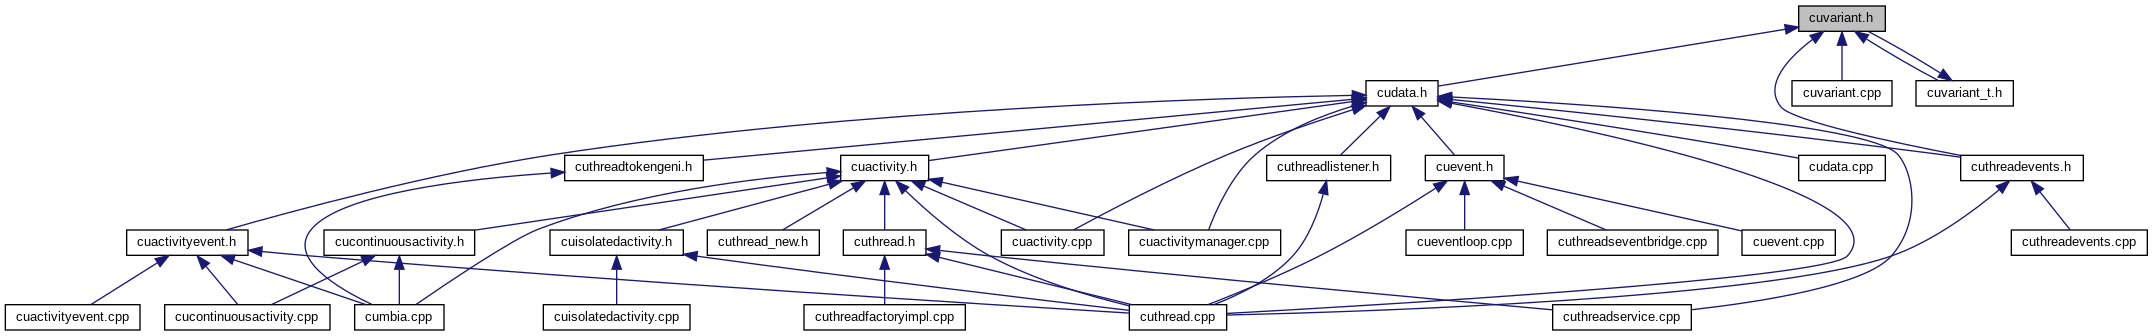 cuvariant.h
cudata.h
cuvariant.cpp
cuvariant_t.h
cuthreadtokengeni.h
cuactivity.h
cuthreadlistener.h
cuevent.h
cudata.cpp
cuthreadevents.h
cuactivityevent.h
cucontinuousactivity.h
cuisolatedactivity.h
cuthread_new.h
cuthread.h
cuactivity.cpp
cuactivitymanager.cpp
cueventloop.cpp
cuthreadseventbridge.cpp
cuevent.cpp
cuthreadevents.cpp
cuactivityevent.cpp
cucontinuousactivity.cpp
cumbia.cpp
cuisolatedactivity.cpp
cuthreadfactoryimpl.cpp
cuthread.cpp
cuthreadservice.cpp